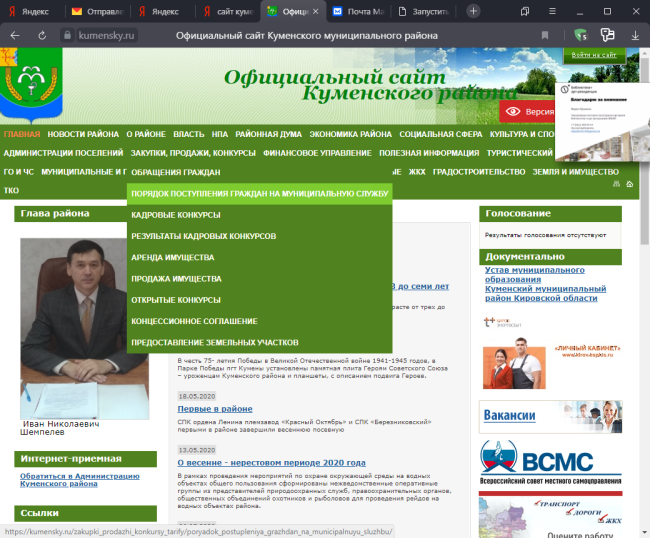 Яндекс
Отправле
Яндекс
сайт куме
Офиці
Почта Ма
Запустить
kumensky.ru
Официальный сайт Куменского муниципального района
Войти на сайт
Официальный сайт
Куменского района
Версия
Благодарю за внимание
ГЛАВНАЯ НОВОСТИ РАЙОНА О РАЙОНЕ ВЛАСТЬ НПА РАЙОННАЯ ДУМА ЭКОНОМИКА РАЙОНА СОЦИАЛЬНАЯ СФЕРА КУЛЬТУРА И СПО
АДМИНИСТРАЦИИ ПОСЕЛЕНИЙ ЗАКУПКИ, ПРОДАЖИ, КОНКУРСЫ ФИНАНСОВОЕ УПРАВЛЕНИЕ ПОЛЕЗНАЯ ИНФОРМАЦИЯ ТУРИСТИЧЕСКИЙ
ГО И ЧС МУНИЦИПАЛЬНЫЕ И Г ОБРАЩЕНИЯ ГРАЖДАН ЫЕ ЖКХ ГРАДОСТРОИТЕЛЬСТВО ЗЕМЛЯ И ИМУЩЕСТВО
ТКО
ПОРЯДОК ПОСТУПЛЕНИЯ ГРАЖДАН НА МУНИЦИПАЛЬНУЮ СЛУЖБУ
КАДРОВЫЕ КОНКУРСЫ
РЕЗУЛЬТАТЫ КАДРОВЫХ КОНКУРСОВ
АРЕНДА ИМУЩЕСТВА
ПРОДАЖА ИМУЩЕСТВА
ОТКРЫТЫЕ КОНКУРСЫ
КОНЦЕССИОННОЕ СОГЛАШЕНИЕ
ПРЕДОСТАВЛЕНИЕ ЗЕМЕЛЬНЫХ УЧАСТКОВ
Глава района
Иван Николаевич
Шемпелев
Интернет-приемная
Обратиться в Администрацию
Куменского района
Ссылки
3 до семи лет
расте от трех до
В честь 75- летия Победы в Великой Отечественной войне 1941-1945 годов, в
Парке Победы пгт Кумены установлены памятная плита Героям Советского Союза
– уроженцам Куменского района и планшеты, с описанием подвига Героев.
18.05.2020
Первые в районе
СПК ордена Ленина племзавод «Красный Октябрь» и СПК «Березниковский»
первыми в районе завершили весеннюю посевную
13.05.2020
О весенне - нерестовом периоде 2020 года
В рамках проведения мероприятий по охране окружающей среды на водных
объектах общего пользования сформированы межведомственные оперативные
группы из представителей природоохранных служб, правоохранительных органов,
общественных объединений охотников и рыболовов для проведения рейдов на
водных объектах района.
Голосование
Результаты голосования отсутствуют
Документально
Устав муниципального
образования
Куменский муниципальный
район Кировской области
«ЛИЧНЫЙ КАБИНЕТ»
Вакансии
ВСМС
Всероссийский совет местного самоуправления
ТРАНСПОРТ
ДОРОГИ
ЖКХ
Оцените работу
https://kumensky.ru/zakupki_prodazhi_konkursy_tarify/poryadok_postupleniya_grazhdan_na_municipalnuyu_sluzhbu/